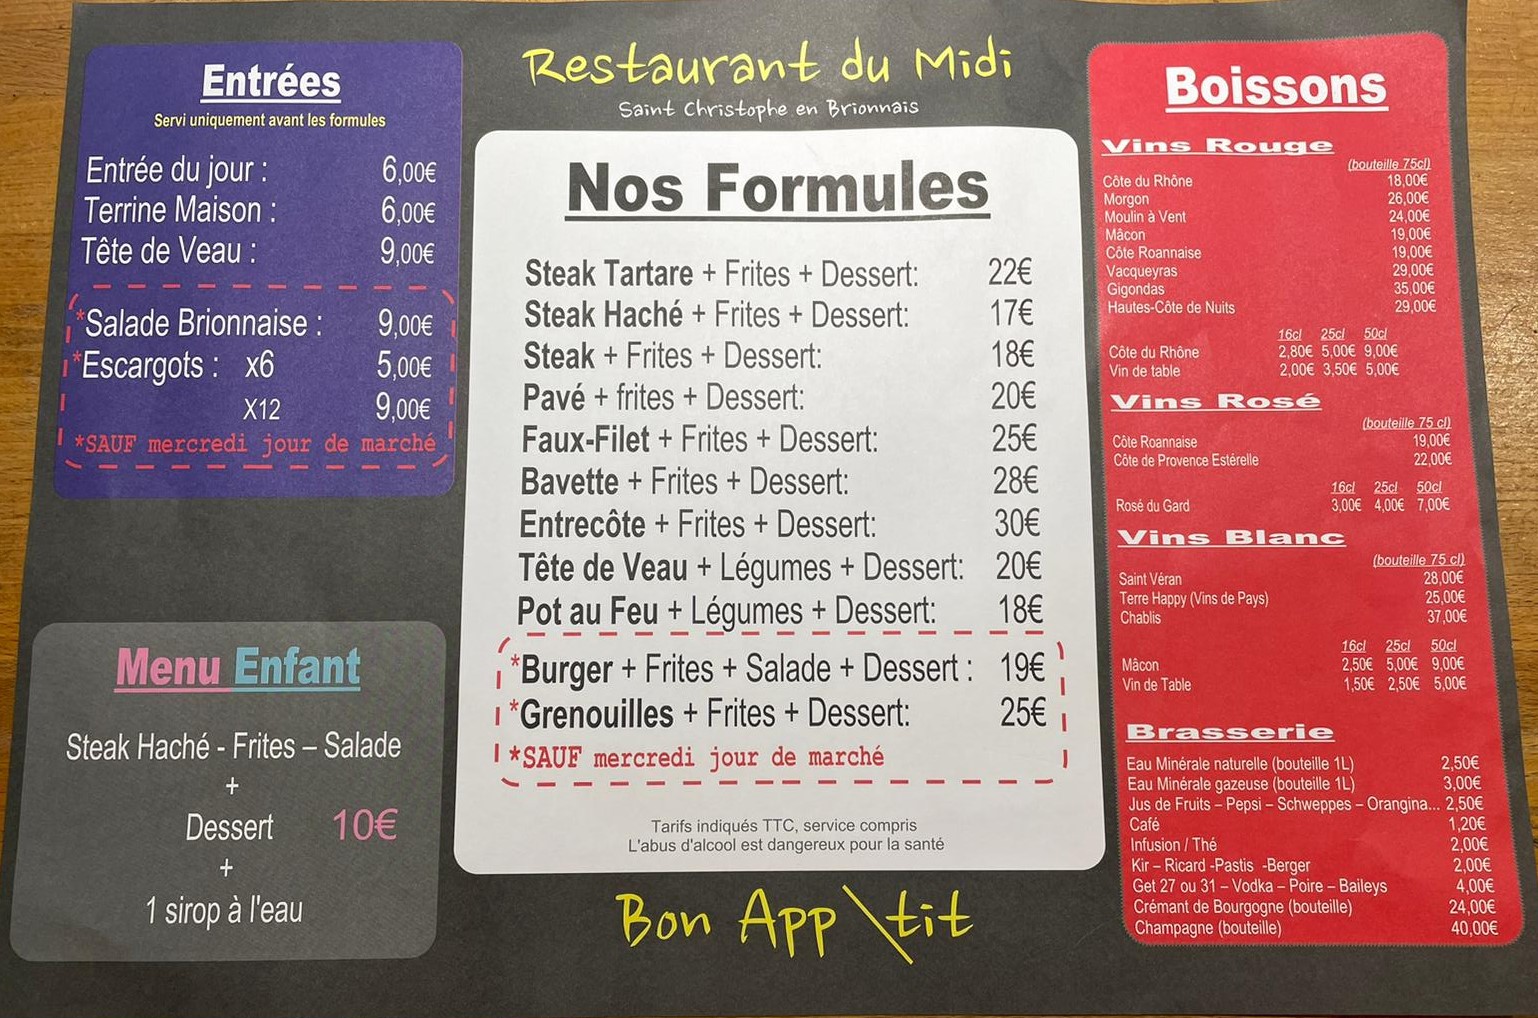 Restaurant du Midi
Saint Christophe en Brionnais
Entrées
Servi uniquement avant les formules
Entrée du jour : 6,00€
Terrine Maison : 6,00€
Tête de Veau : 9,00€
*Salade Brionnaise : 9,00€
*Escargots : x6 5,00€
X12 9,00€
*SAUF mercredi jour de marché
Menu Enfant
Steak Haché - Frites – Salade
+
Dessert 10€
+
1 sirop à l'eau
Nos Formules
Steak Tartare + Frites + Dessert: 22€
Steak Haché + Frites + Dessert: 17€
Steak + Frites + Dessert: 18€
Pavé + frites + Dessert: 20€
Faux-Filet + Frites + Dessert: 25€
Bavette + Frites + Dessert: 28€
Entrecôte + Frites + Dessert: 30€
Tête de Veau + Légumes + Dessert: 20€
Pot au Feu + Légumes + Dessert: 18€
*Burger + Frites + Salade + Dessert : 19€
*Grenouilles + Frites + Dessert: 25€
*SAUF mercredi jour de marché
Tarifs indiqués TTC, service compris
L'abus d'alcool est dangereux pour la santé
Bon App\tit
Boissons
Vins Rouge
(bouteille 75cl)
Côte du Rhône 18,00€
Morgon 26,00€
Moulin à Vent 24,00€
Mâcon 19,00€
Côte Roannaise 19,00€
Vacqueyras 29,00€
Gigondas 35,00€
Hautes-Côte de Nuits 29,00€
16cl 25cl 50cl
Côte du Rhône 2,80€ 5,00€ 9,00€
Vin de table 2,00€ 3,50€ 5,00€
Vins Rosé
(bouteille 75 cl)
Côte Roannaise 19,00€
Côte de Provence Estérelle 22,00€
16cl 25cl 50cl
Rosé du Gard 3,00€ 4,00€ 7,00€
Vins Blanc
(bouteille 75 cl)
Saint Véran 28,00€
Terre Happy (Vins de Pays) 25,00€
Chablis 37,00€
16cl 25cl 50cl
Mâcon 2,50€ 5,00€ 9,00€
Vin de Table 1,50€ 2,50€ 5,00€
Brasserie
Eau Minérale naturelle (bouteille 1L) 2,50€
Eau Minérale gazeuse (bouteille 1L) 3,00€
Jus de Fruits – Pepsi – Schweppes – Orangina... 2,50€
Café 1,20€
Infusion / Thé 2,00€
Kir – Ricard -Pastis -Berger 2,00€
Get 27 ou 31 – Vodka – Poire – Baileys 4,00€
Crémant de Bourgogne (bouteille) 24,00€
Champagne (bouteille) 40,00€